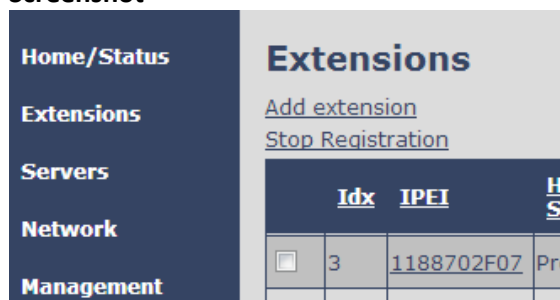 Home/Status
Extensions
Servers
Network
Management
Extensions
Add extension
Stop Registration
Idx IPEI
3 1188702F07